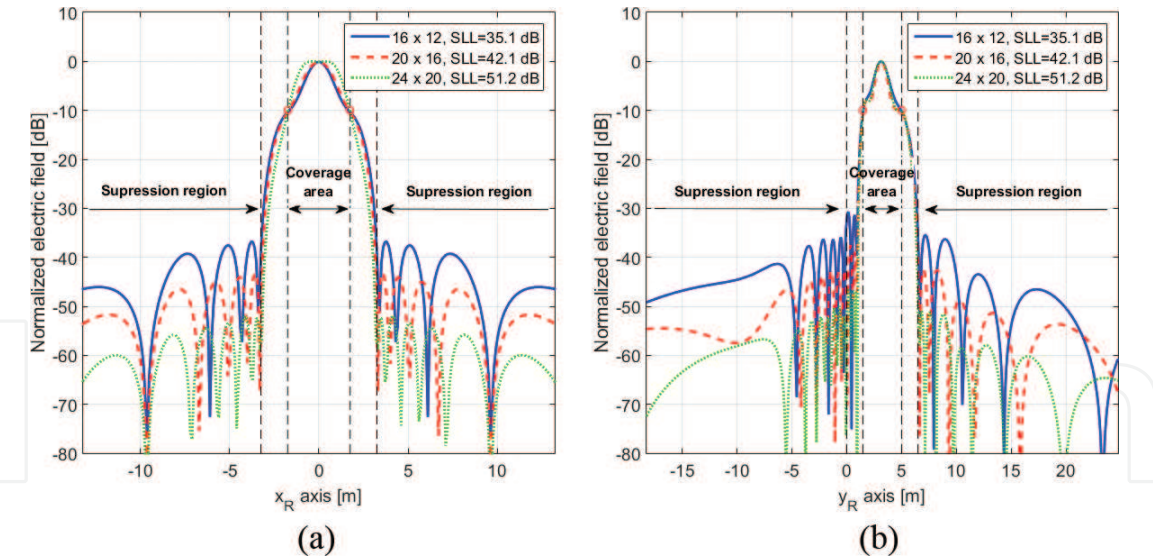 10
0
-10
-20
-30
-40
-50
-60
-70
-80
Normalized electric field [dB]
16 x 12, SLL=35.1 dB
20 x 16, SLL=42.1 dB
24 x 20, SLL=51.2 dB
Supression region
Coverage
area
Supression region
-10
-5
0
5
10
x_R axis [m]
(a)
10
0
-10
-20
-30
-40
-50
-60
-70
-80
Normalized electric field [dB]
16 x 12, SLL=35.1 dB
20 x 16, SLL=42.1 dB
24 x 20, SLL=51.2 dB
Supression region
Coverage
area
Supression region
-15
-10
-5
0
5
10
15
20
y_R axis [m]
(b)